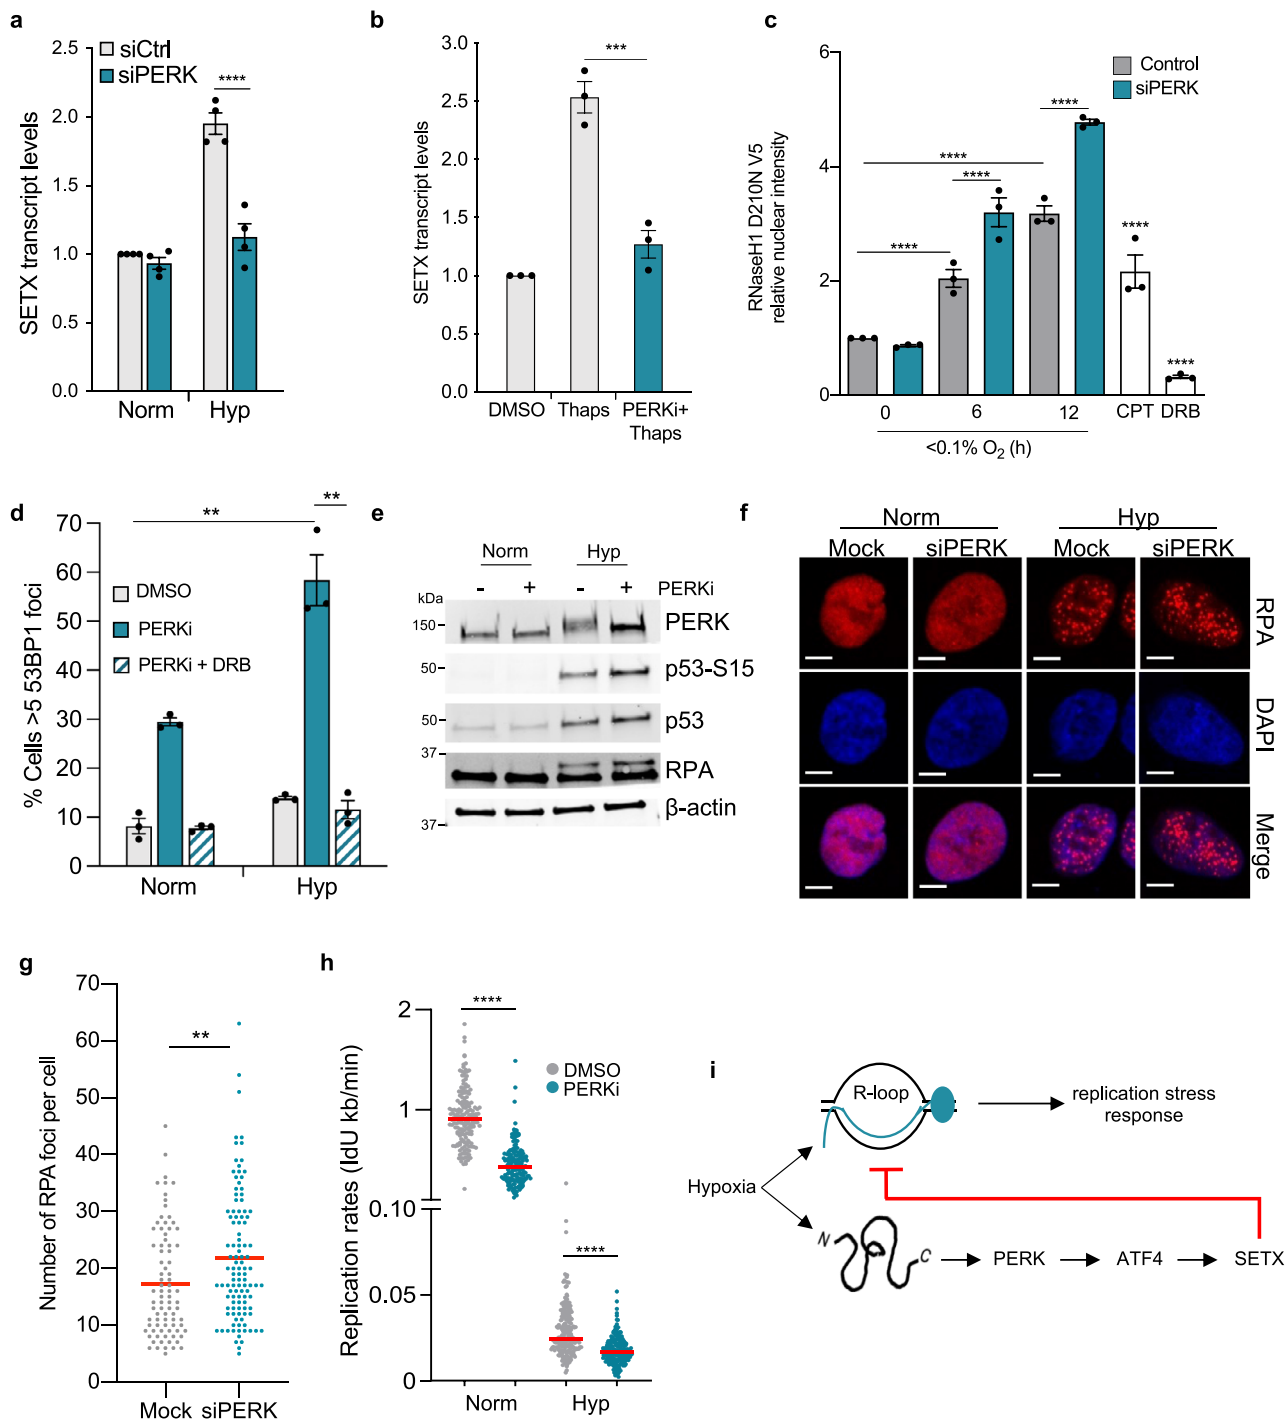 a
siCtrl
siPERK
****
SETX transcript levels
2.5
2.0
1.5
1.0
0.5
0.0
Norm
Hyp
b
***
SETX transcript levels
3.0
2.5
2.0
1.5
1.0
0.5
0.0
DMSO
Thaps
PERKi+
Thaps
c
Control
siPERK
RNaseH1 D210N V5
relative nuclear intensity
6
4
2
0
****
****
****
****
****
****
0
6
12
CPT
DRB
<0.1% O2 (h)
d
**
**
% Cells >5 53BP1 foci
70
60
50
40
30
20
10
0
DMSO
PERKi
PERKi + DRB
Norm
Hyp
e
Norm
Hyp
kDa
-
+
-
+
PERKi
150
PERK
50
p53-S15
50
p53
37
RPA
37
β-actin
f
Norm
Hyp
Mock
siPERK
Mock
siPERK
RPA
DAPI
Merge
g
Number of RPA foci per cell
70
60
50
40
30
20
10
0
**
Mock
siPERK
h
Replication rates (IdU kb/min)
2
1
0.10
0.05
0
****
****
DMSO
PERKi
Norm
Hyp
i
R-loop
replication stress
response
Hypoxia
N
C
PERK
ATF4
SETX